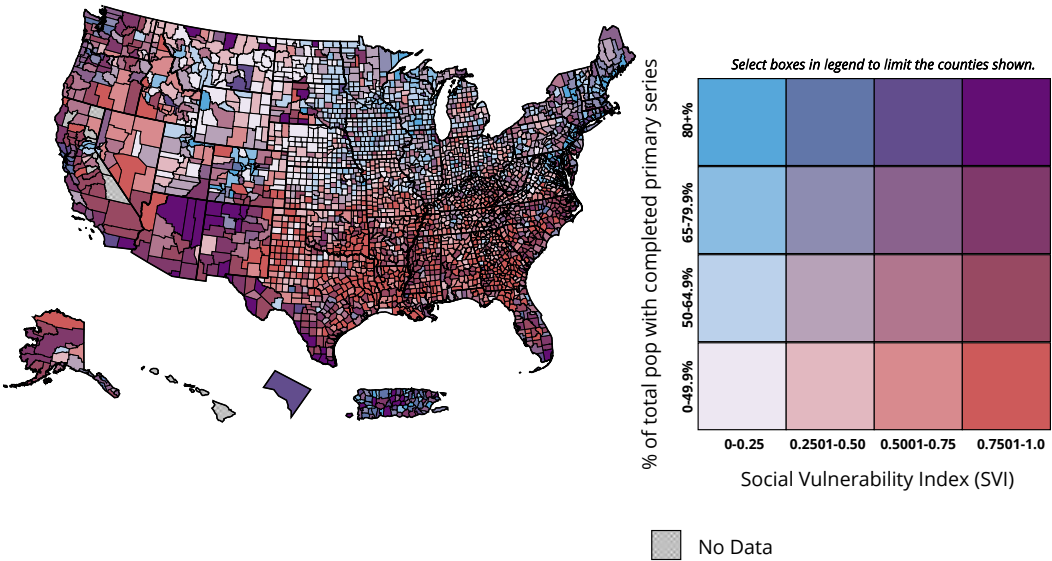 Select boxes in legend to limit the counties shown.
% of total pop with completed primary series
80+%
65-79.9%
50-64.9%
0-49.9%
0-0.25 0.2501-0.50 0.5001-0.75 0.7501-1.0
Social Vulnerability Index (SVI)
No Data